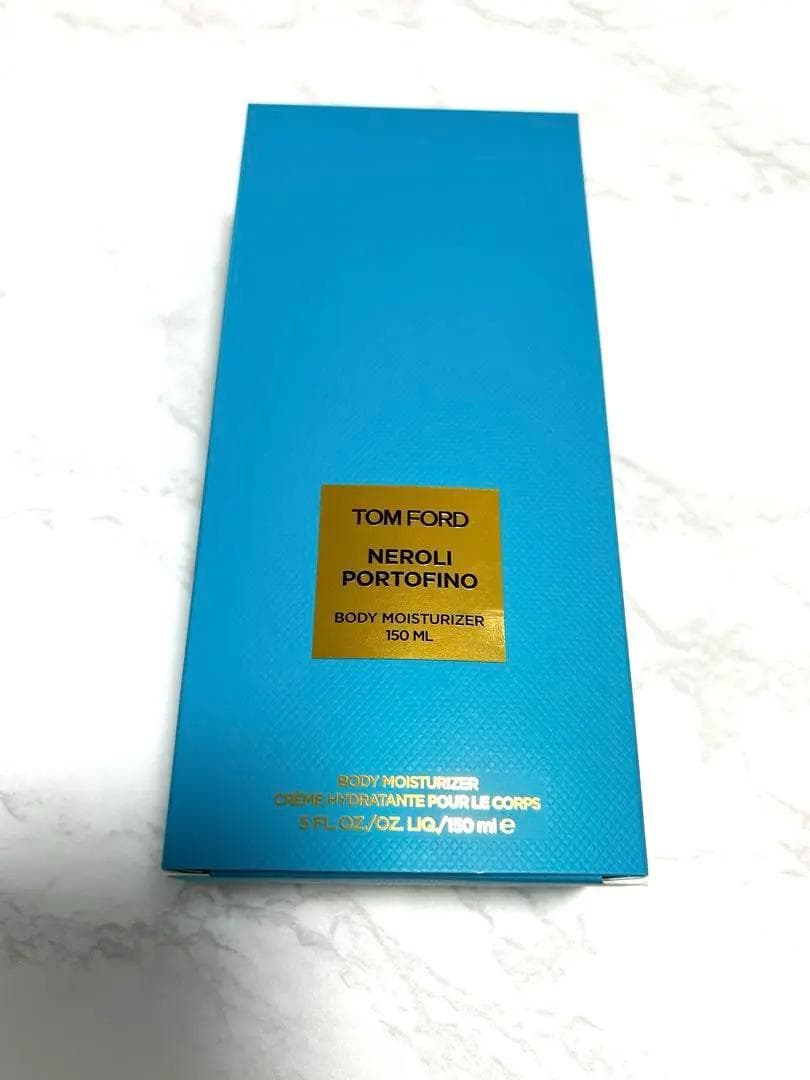 TOM FORD
NEROLI
PORTOFINO
BODY MOISTURIZER
150 ML
BODY MOISTURIZER
CRÈME HYDRATANTE POUR LE CORPS
5 FL.OZ./OZ. LIQ./150 ml e